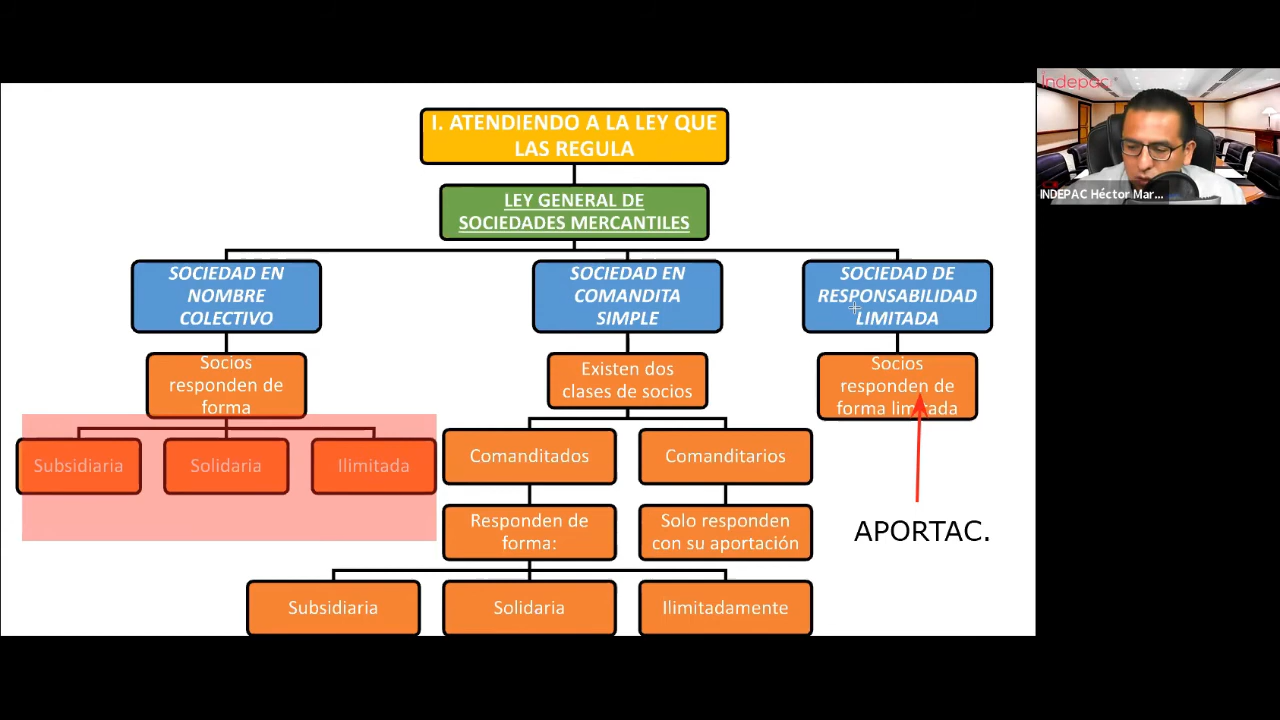 I. ATENDIENDO A LA LEY QUE
LAS REGULA
LEY GENERAL DE
SOCIEDADES MERCANTILES
SOCIEDAD EN
NOMBRE
COLECTIVO
SOCIEDAD EN
COMANDITA
SIMPLE
SOCIEDAD DE
RESPONSABILIDAD
LIMITADA
Socios
responden de
forma
Existen dos
clases de socios
Socios
responden de
forma limitada
Subsidiaria
Solidaria
Ilimitada
Comanditados
Comanditarios
Responden de
forma:
Solo responden
con su aportación
APORTAC.
Subsidiaria
Solidaria
Ilimitadamente
Indepac
INDEPAC Héctor Mar...